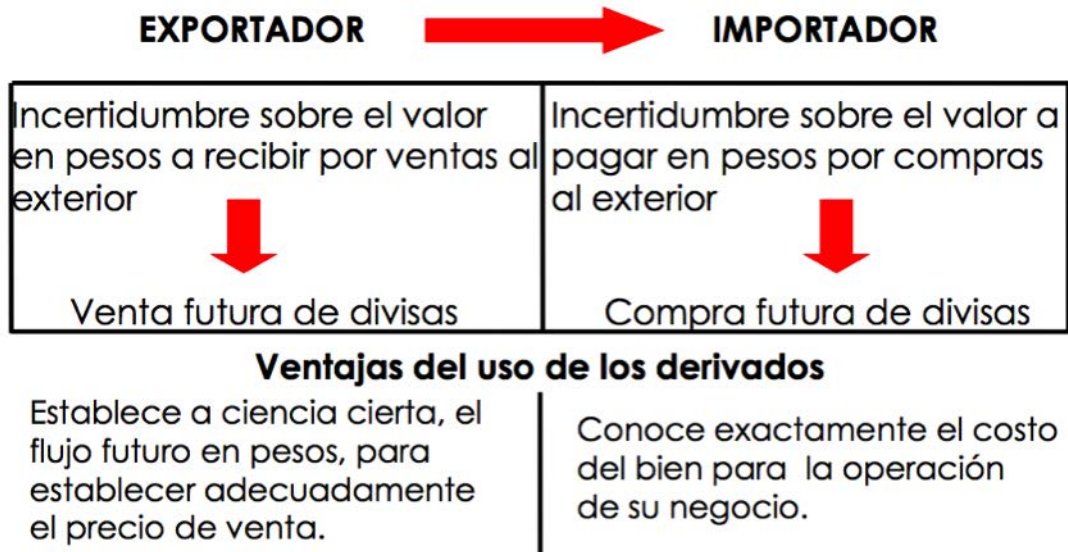 EXPORTADOR
IMPORTADOR
Incertidumbre sobre el valor
en pesos a recibir por ventas al
exterior
Venta futura de divisas
Incertidumbre sobre el valor a
pagar en pesos por compras
al exterior
Compra futura de divisas
Ventajas del uso de los derivados
Establece a ciencia cierta, el
flujo futuro en pesos, para
establecer adecuadamente
el precio de venta.
Conoce exactamente el costo
del bien para la operación
de su negocio.